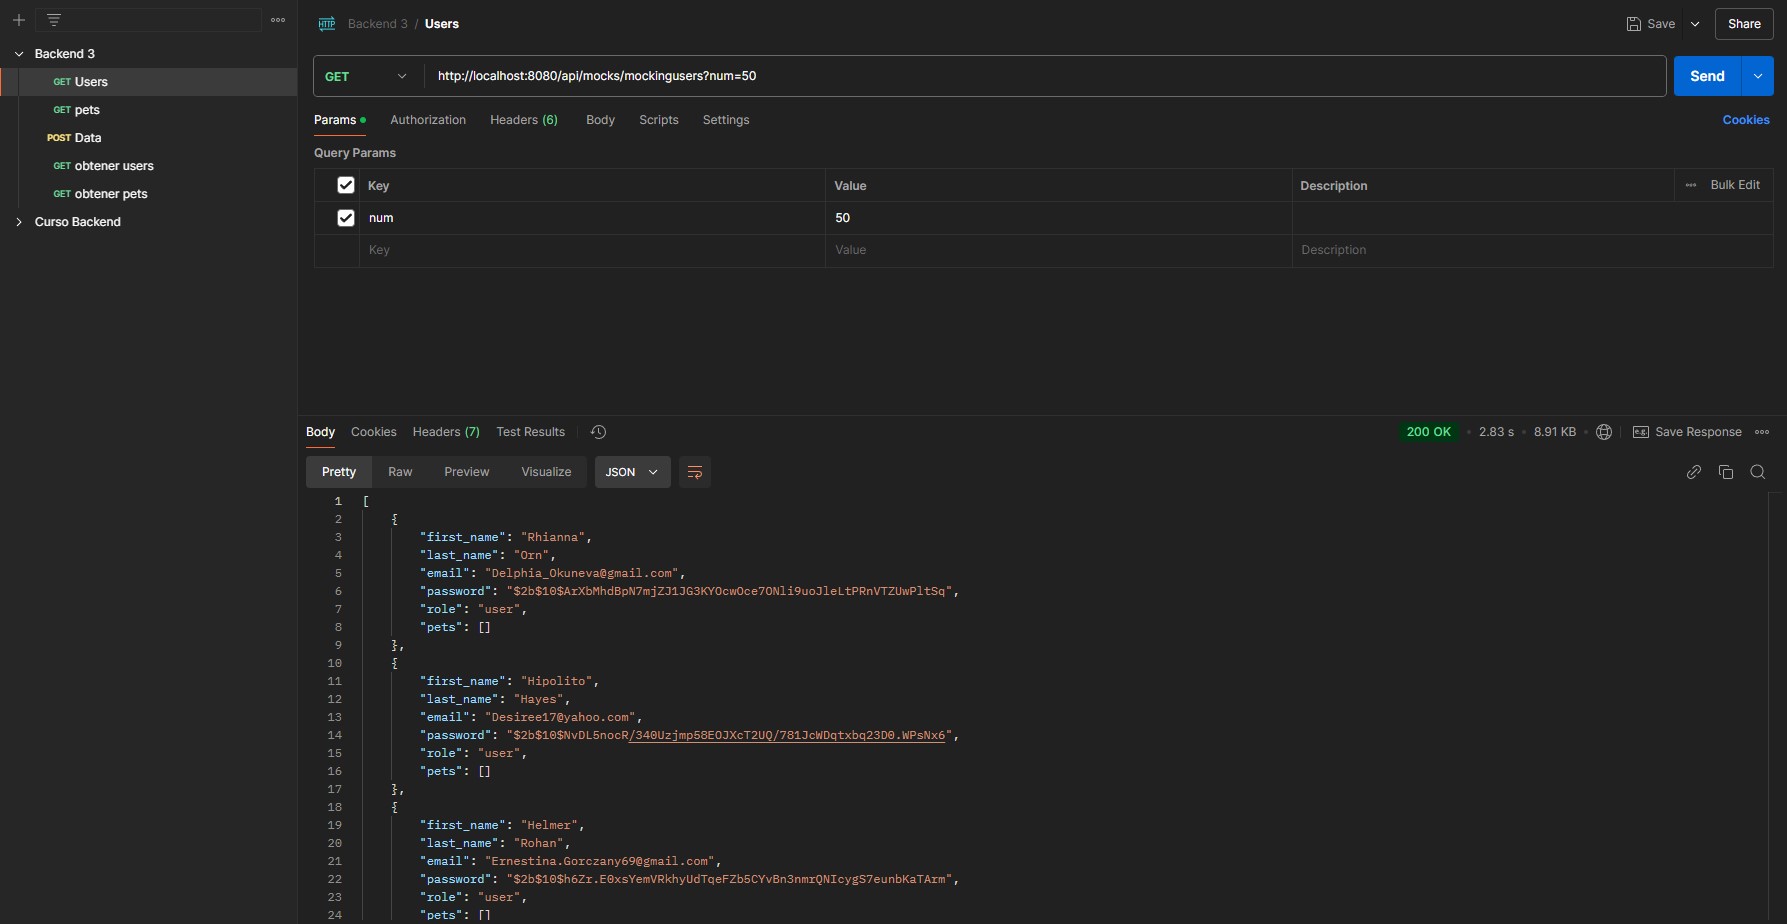 Backend 3 / Users
Save
Share
Backend 3
GET Users
GET pets
POST Data
GET obtener users
GET obtener pets
Curso Backend
GET
http://localhost:8080/api/mocks/mockingusers?num=50
Send
Params
Authorization
Headers (6)
Body
Scripts
Settings
Cookies
Query Params
Key Value Description Bulk Edit
num 50
Key Value Description
Body
Cookies
Headers (7)
Test Results
200 OK
2.83 s
8.91 KB
Save Response
Pretty
Raw
Preview
Visualize
JSON
1 [
2 {
3 "first_name": "Rhianna",
4 "last_name": "Orn",
5 "email": "Delphia_Okuneva@gmail.com",
6 "password": "$2b$10$ArXbMhdBpN7mjZJ1JG3KYOcwOce7ONli9uoJleLtPRnVTZUwPltSq",
7 "role": "user",
8 "pets": []
9 },
10 {
11 "first_name": "Hipolito",
12 "last_name": "Hayes",
13 "email": "Desiree17@yahoo.com",
14 "password": "$2b$10$NvDL5nocR/340Uzjmp58EOJXcT2UQ/781JcWDqtxbq23D0.WPsNx6",
15 "role": "user",
16 "pets": []
17 },
18 {
19 "first_name": "Helmer",
20 "last_name": "Rohan",
21 "email": "Ernestina.Gorczany69@gmail.com",
22 "password": "$2b$10$h6Zr.E0xsYemVRkhyUdTqeFZb5CYvBn3nmrQNIcygS7eunbKaTArm",
23 "role": "user",
24 "pets": []